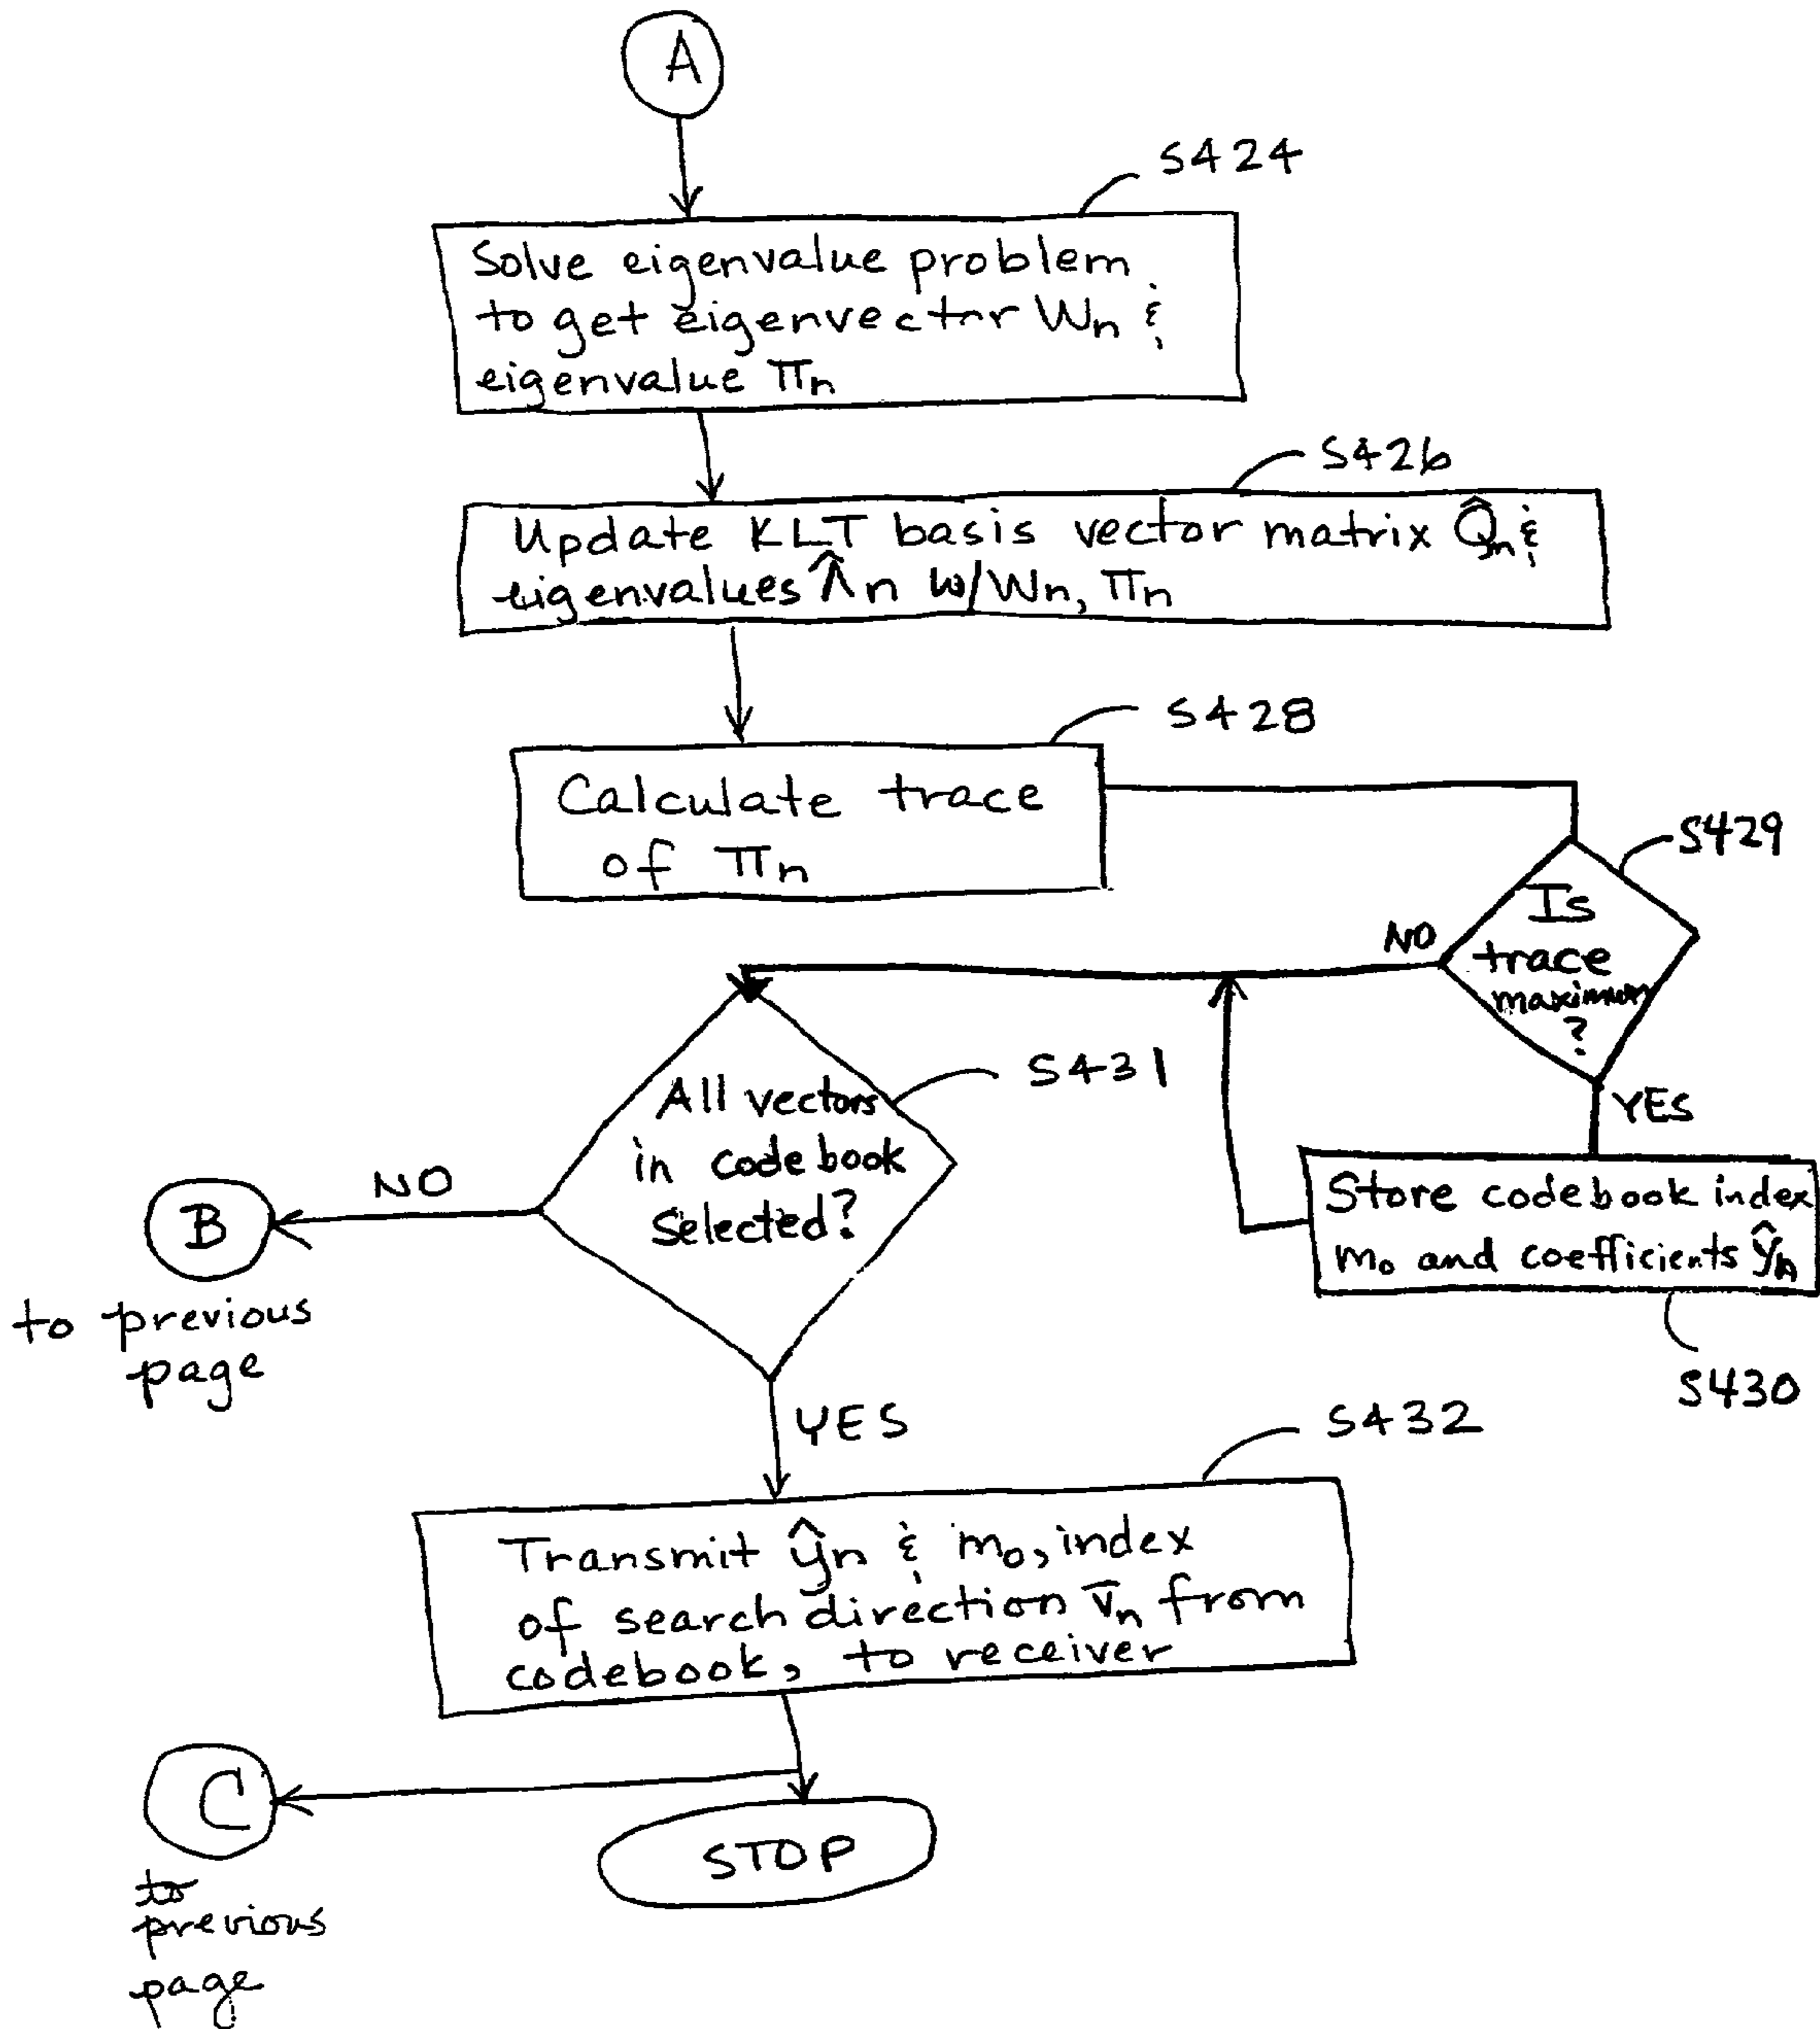 A
S424
Solve eigenvalue problem
to get eigenvector Wn &
eigenvalue πn
S426
Update KLT basis vector matrix Q̂n &
eigenvalues Λ̂n w/Wn, πn
S428
Calculate trace
of πn
S429
Is
trace
maximum
?
NO
YES
S431
All vectors
in codebook
selected?
NO
B
to previous
page
Store codebook index
m₀ and coefficients ŷn
S430
YES
S432
Transmit ŷn & m₀, index
of search direction v̄n from
codebook, to receiver
C
to
previous
page
STOP